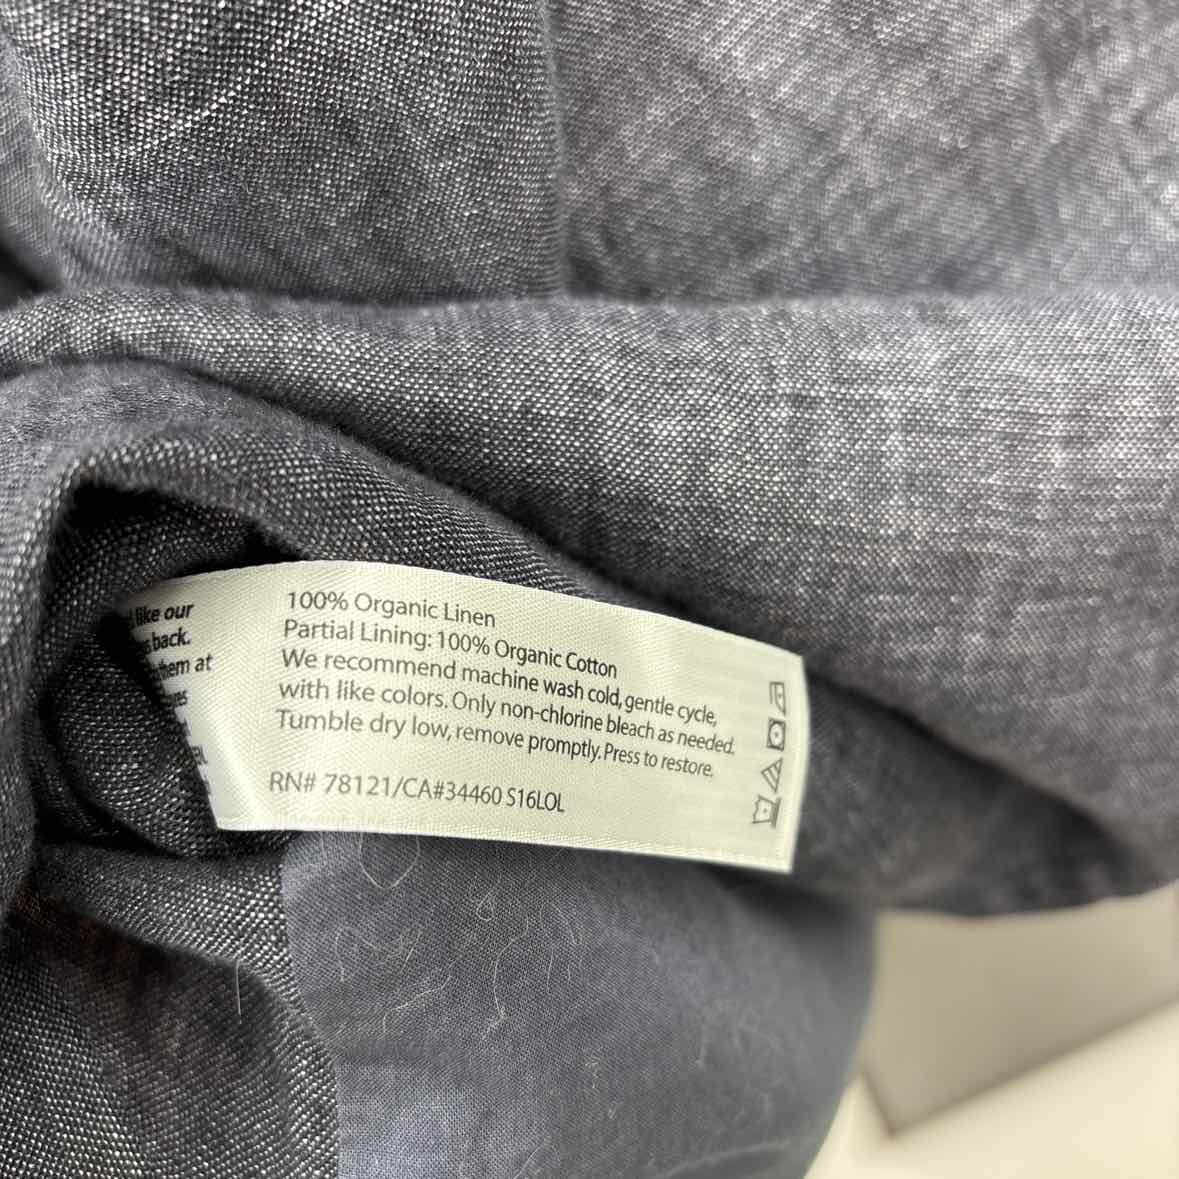 like our
back.
them at
100% Organic Linen
Partial Lining: 100% Organic Cotton
We recommend machine wash cold, gentle cycle,
with like colors. Only non-chlorine bleach as needed.
Tumble dry low, remove promptly. Press to restore.
RN# 78121/CA#34460 S16LOL